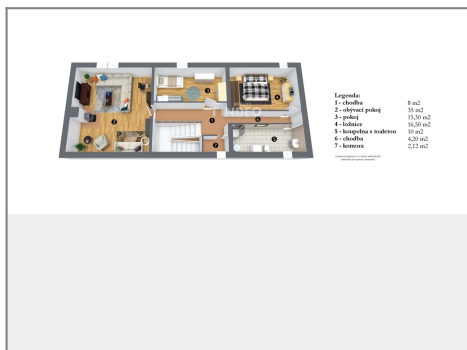 Legenda:
1 - chodba 8 m2
2 - obývací pokoj 35 m2
3 - pokoj 15,30 m2
4 - ložnice 16,50 m2
5 - koupelna s toaletou 10 m2
6 - chodba 4,20 m2
7 - komora 2,12 m2